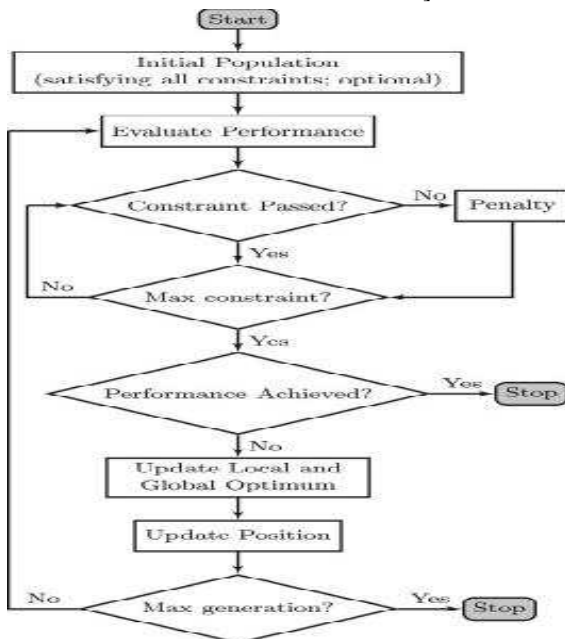 Start
Initial Population
(satisfying all constraints; optional)
Evaluate Performance
Constraint Passed?
No
Penalty
Yes
No
Max constraint?
Yes
Performance Achieved?
Yes
Stop
No
Update Local and
Global Optimum
Update Position
No
Max generation?
Yes
Stop